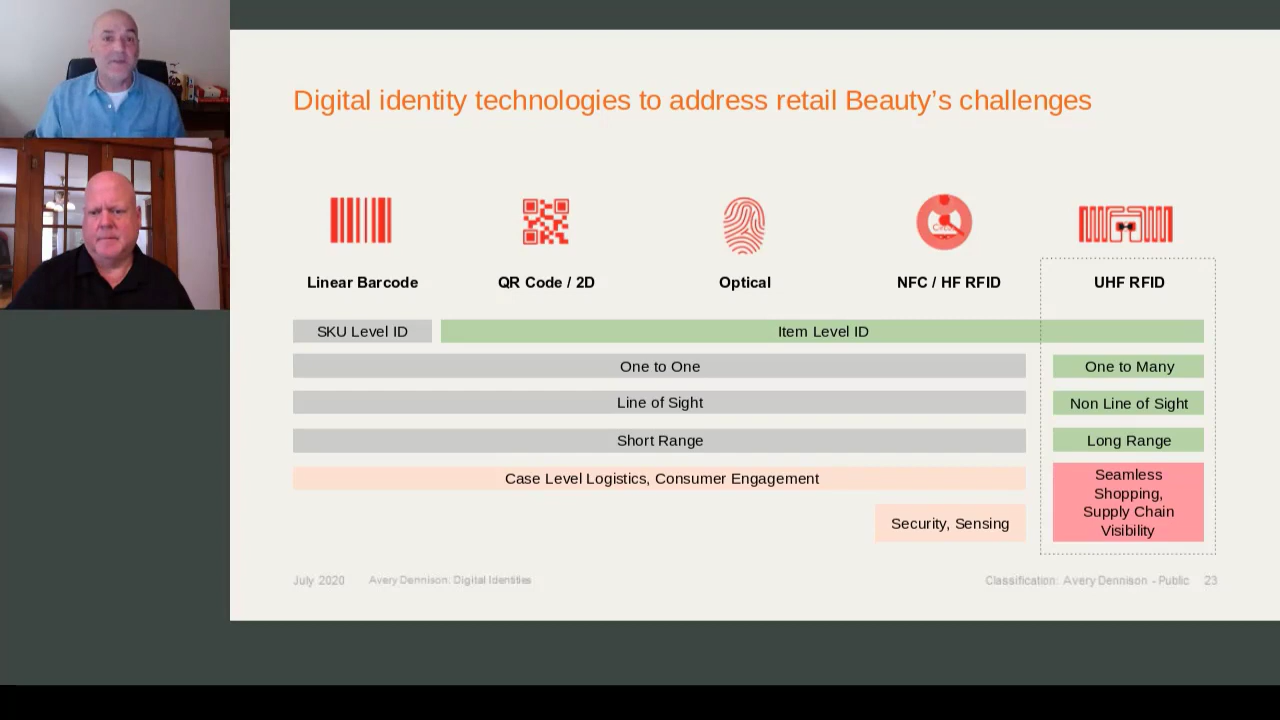 Digital identity technologies to address retail Beauty’s challenges
Linear Barcode
QR Code / 2D
Optical
NFC / HF RFID
UHF RFID
SKU Level ID
Item Level ID
One to One
One to Many
Line of Sight
Non Line of Sight
Short Range
Long Range
Case Level Logistics, Consumer Engagement
Seamless
Shopping,
Supply Chain
Visibility
Security, Sensing
July 2020
Avery Dennison. Digital Identities
Classification: Avery Dennison - Public
23